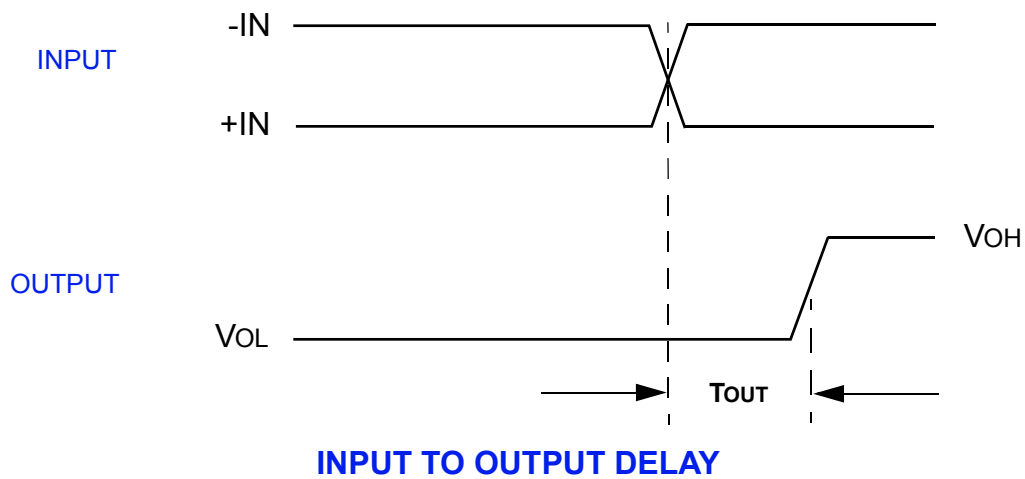 -IN
INPUT
+IN
VOH
OUTPUT
VOL
TOUT
INPUT TO OUTPUT DELAY